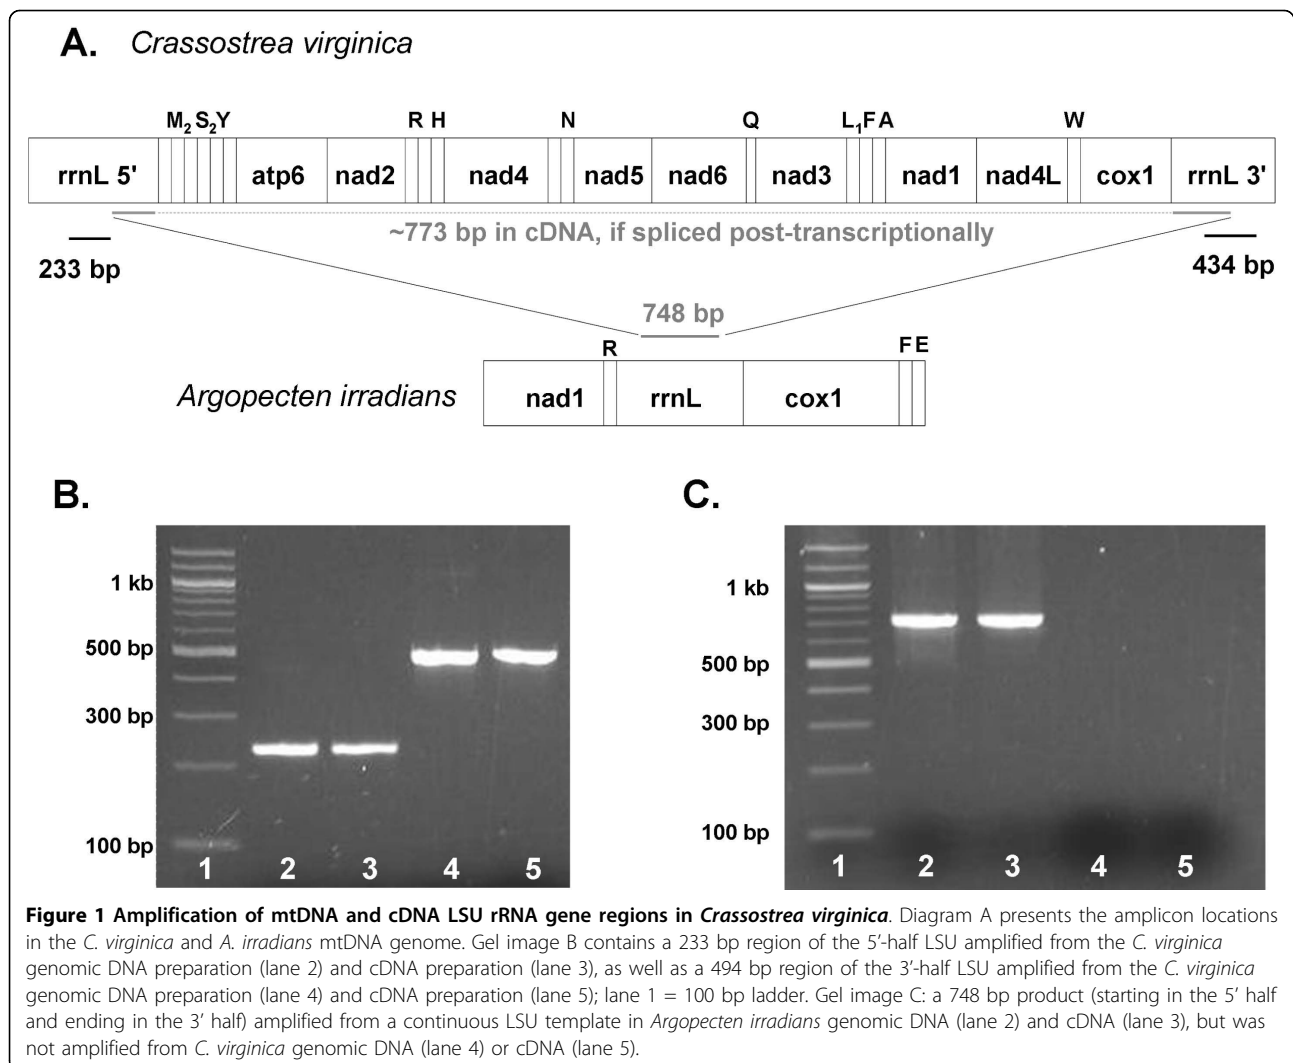 A. Crassostrea virginica
M2 S2 Y R H N Q L1 F A W
rrnL 5' atp6 nad2 nad4 nad5 nad6 nad3 nad1 nad4L cox1 rrnL 3'
~773 bp in cDNA, if spliced post-transcriptionally
233 bp 434 bp
748 bp
R F E
Argopecten irradians nad1 rrnL cox1
B.
1 kb
500 bp
300 bp
100 bp
1 2 3 4 5
C.
1 kb
500 bp
300 bp
100 bp
1 2 3 4 5
Figure 1 Amplification of mtDNA and cDNA LSU rRNA gene regions in Crassostrea virginica. Diagram A presents the amplicon locations
in the C. virginica and A. irradians mtDNA genome. Gel image B contains a 233 bp region of the 5'-half LSU amplified from the C. virginica
genomic DNA preparation (lane 2) and cDNA preparation (lane 3), as well as a 494 bp region of the 3'-half LSU amplified from the C. virginica
genomic DNA preparation (lane 4) and cDNA preparation (lane 5); lane 1 = 100 bp ladder. Gel image C: a 748 bp product (starting in the 5' half
and ending in the 3' half) amplified from a continuous LSU template in Argopecten irradians genomic DNA (lane 2) and cDNA (lane 3), but was
not amplified from C. virginica genomic DNA (lane 4) or cDNA (lane 5).